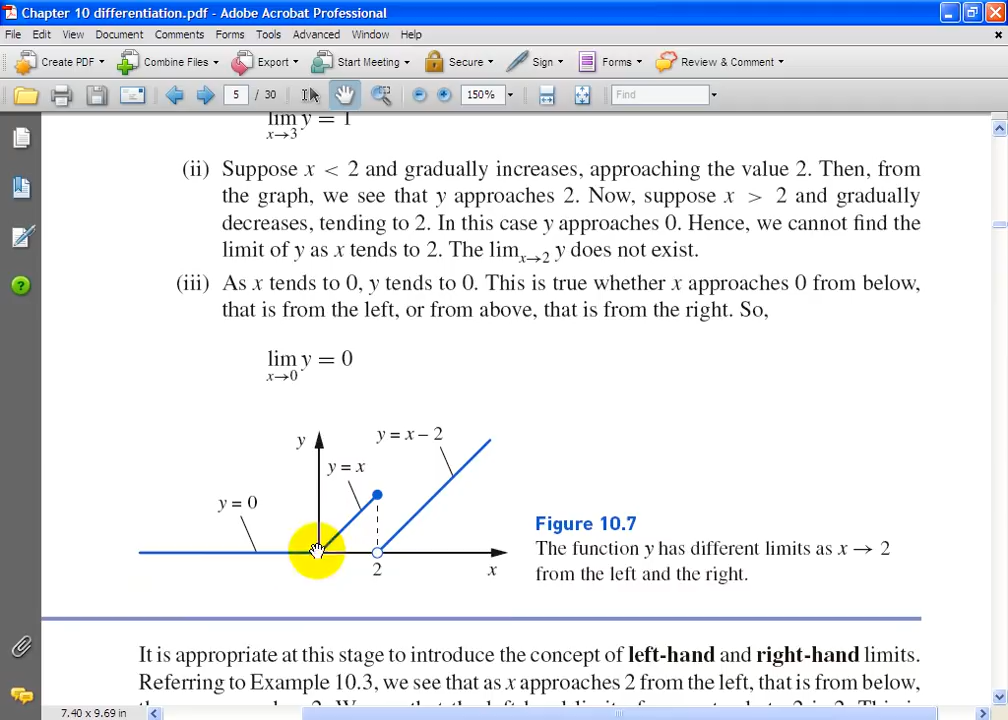 Chapter 10 differentiation.pdf - Adobe Acrobat Professional
File Edit View Document Comments Forms Tools Advanced Window Help
Create PDF Combine Files Export Start Meeting Secure Sign Forms Review & Comment
5 / 30 150% Find
lim y = 1
x→3
(ii) Suppose x < 2 and gradually increases, approaching the value 2. Then, from
the graph, we see that y approaches 2. Now, suppose x > 2 and gradually
decreases, tending to 2. In this case y approaches 0. Hence, we cannot find the
limit of y as x tends to 2. The lim x→2 y does not exist.
(iii) As x tends to 0, y tends to 0. This is true whether x approaches 0 from below,
that is from the left, or from above, that is from the right. So,
lim y = 0
x→0
y
y = x – 2
y = x
y = 0
2
x
Figure 10.7
The function y has different limits as x → 2
from the left and the right.
It is appropriate at this stage to introduce the concept of left-hand and right-hand limits.
Referring to Example 10.3, we see that as x approaches 2 from the left, that is from below,
7.40 x 9.69 in